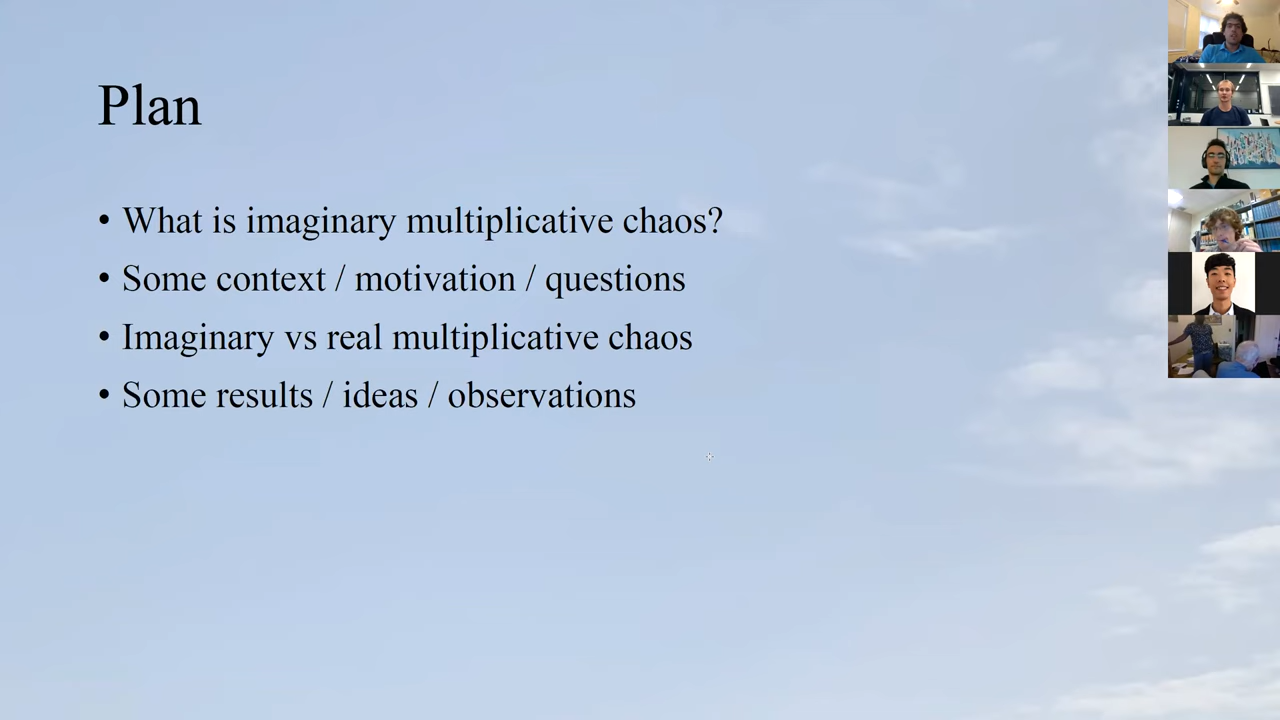 Plan
• What is imaginary multiplicative chaos?
• Some context / motivation / questions
• Imaginary vs real multiplicative chaos
• Some results / ideas / observations